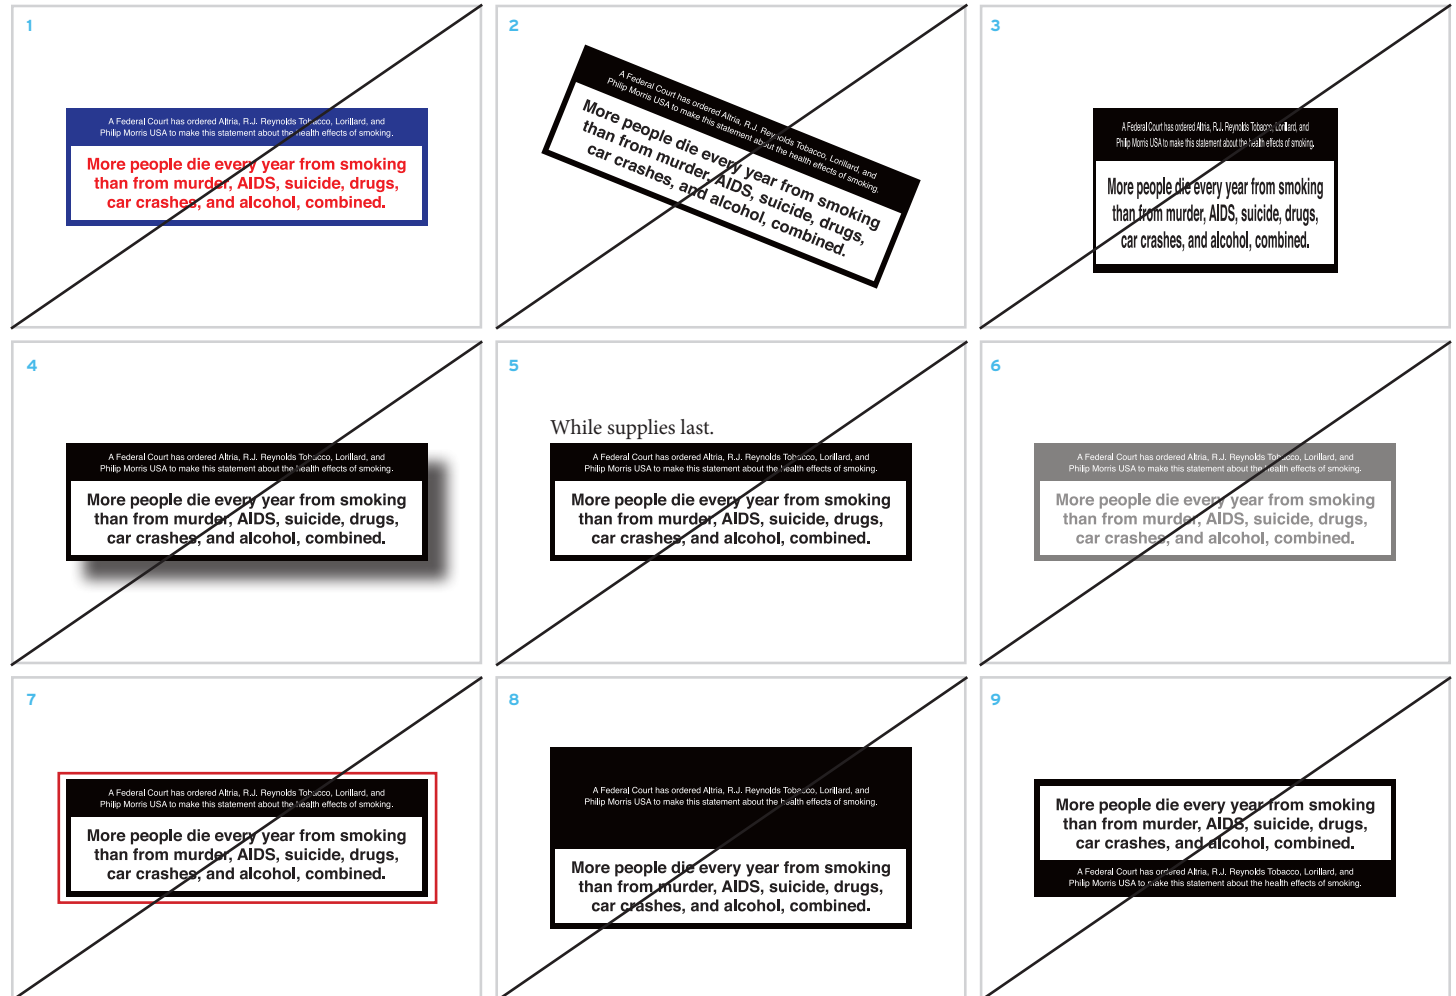 1
A Federal Court has ordered Altria, R.J. Reynolds Tobacco, Lorillard, and
Philip Morris USA to make this statement about the health effects of smoking.
More people die every year from smoking
than from murder, AIDS, suicide, drugs,
car crashes, and alcohol, combined.
2
A Federal Court has ordered Altria, R.J. Reynolds Tobacco, Lorillard, and
Philip Morris USA to make this statement about the health effects of smoking.
More people die every year from smoking
than from murder, AIDS, suicide, drugs,
car crashes, and alcohol, combined.
3
A Federal Court has ordered Altria, R.J. Reynolds Tobacco, Lorillard, and
Philip Morris USA to make this statement about the health effects of smoking.
More people die every year from smoking
than from murder, AIDS, suicide, drugs,
car crashes, and alcohol, combined.
4
A Federal Court has ordered Altria, R.J. Reynolds Tobacco, Lorillard, and
Philip Morris USA to make this statement about the health effects of smoking.
More people die every year from smoking
than from murder, AIDS, suicide, drugs,
car crashes, and alcohol, combined.
5
While supplies last.
A Federal Court has ordered Altria, R.J. Reynolds Tobacco, Lorillard, and
Philip Morris USA to make this statement about the health effects of smoking.
More people die every year from smoking
than from murder, AIDS, suicide, drugs,
car crashes, and alcohol, combined.
6
A Federal Court has ordered Altria, R.J. Reynolds Tobacco, Lorillard, and
Philip Morris USA to make this statement about the health effects of smoking.
More people die every year from smoking
than from murder, AIDS, suicide, drugs,
car crashes, and alcohol, combined.
7
A Federal Court has ordered Altria, R.J. Reynolds Tobacco, Lorillard, and
Philip Morris USA to make this statement about the health effects of smoking.
More people die every year from smoking
than from murder, AIDS, suicide, drugs,
car crashes, and alcohol, combined.
8
A Federal Court has ordered Altria, R.J. Reynolds Tobacco, Lorillard, and
Philip Morris USA to make this statement about the health effects of smoking.
More people die every year from smoking
than from murder, AIDS, suicide, drugs,
car crashes, and alcohol, combined.
9
More people die every year from smoking
than from murder, AIDS, suicide, drugs,
car crashes, and alcohol, combined.
A Federal Court has ordered Altria, R.J. Reynolds Tobacco, Lorillard, and
Philip Morris USA to make this statement about the health effects of smoking.